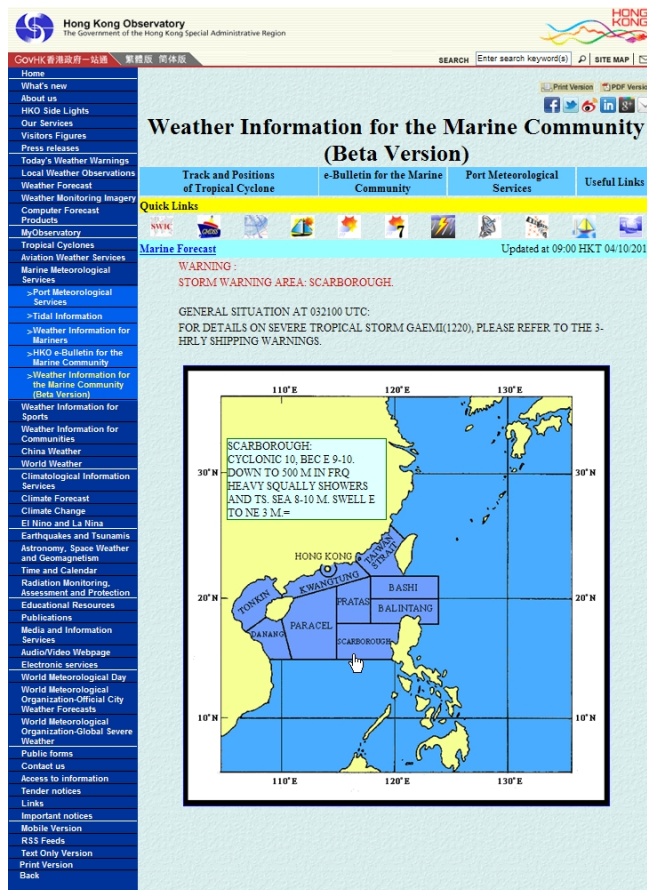 Hong Kong Observatory
The Government of the Hong Kong Special Administrative Region
HONG
KONG
GovHK香港政府一站通 繁體版 简体版
SEARCH Enter search keyword(s) SITE MAP
Home
What's new
About us
HKO Side Lights
Our Services
Visitors Figures
Press releases
Today's Weather Warnings
Local Weather Observations
Weather Forecast
Weather Monitoring Imagery
Computer Forecast
Products
MyObservatory
Tropical Cyclones
Aviation Weather Services
Marine Meteorological
Services
>Port Meteorological
Services
>Tidal Information
>Weather Information for
Mariners
>HKO e-Bulletin for the
Marine Community
>Weather Information for
the Marine Community
(Beta Version)
Weather Information for
Sports
Weather Information for
Communities
China Weather
World Weather
Climatological Information
Services
Climate Forecast
Climate Change
El Nino and La Nina
Earthquakes and Tsunamis
Astronomy, Space Weather
and Geomagnetism
Time and Calendar
Radiation Monitoring,
Assessment and Protection
Educational Resources
Publications
Media and Information
Services
Audio/Video Webpage
Electronic services
World Meteorological Day
World Meteorological
Organization-Official City
Weather Forecasts
World Meteorological
Organization-Global Severe
Weather
Public forms
Contact us
Access to information
Tender notices
Links
Important notices
Mobile Version
RSS Feeds
Text Only Version
Print Version
Back
Print Version PDF Versio
Weather Information for the Marine Community
(Beta Version)
Track and Positions
of Tropical Cyclone
e-Bulletin for the Marine
Community
Port Meteorological
Services
Useful Links
Quick Links
SWIC
7
Marine Forecast
Updated at 09:00 HKT 04/10/201
WARNING :
STORM WARNING AREA: SCARBOROUGH.
GENERAL SITUATION AT 032100 UTC:
FOR DETAILS ON SEVERE TROPICAL STORM GAEMI(1220), PLEASE REFER TO THE 3-
HRLY SHIPPING WARNINGS.
110°E 120°E 130°E
SCARBOROUGH:
CYCLONIC 10, BEC E 9-10.
DOWN TO 500 M IN FRQ
HEAVY SQUALLY SHOWERS
AND TS. SEA 8-10 M. SWELL E
TO NE 3 M.=
30°N 30°N
HONG KONG
TAIWAN
STRAIT
KWANGTUNG
TONKIN
BASHI
20°N 20°N
PRATAS
BALINTANG
PARACEL
DANANG
SCARBOROUGH
10°N 10°N
110°E 120°E 130°E